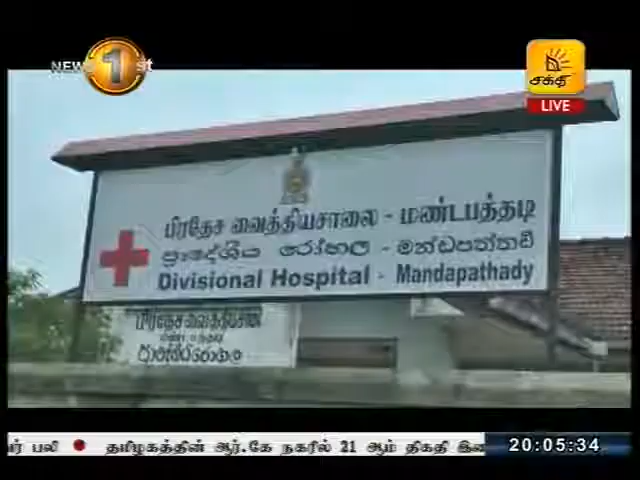 NEWS 1st
சக்தி
LIVE
பிரதேச வைத்தியசாலை - மண்டபத்தடி
ප්‍රාදේශීය රෝහල - මන්ඩපත්තඩි
Divisional Hospital - Mandapathady
பிரதேச வைத்தியசாலை
பலி ● தமிழகத்தின் ஆர்.கே நகரில் 21 ஆம் திகதி
20:05:34